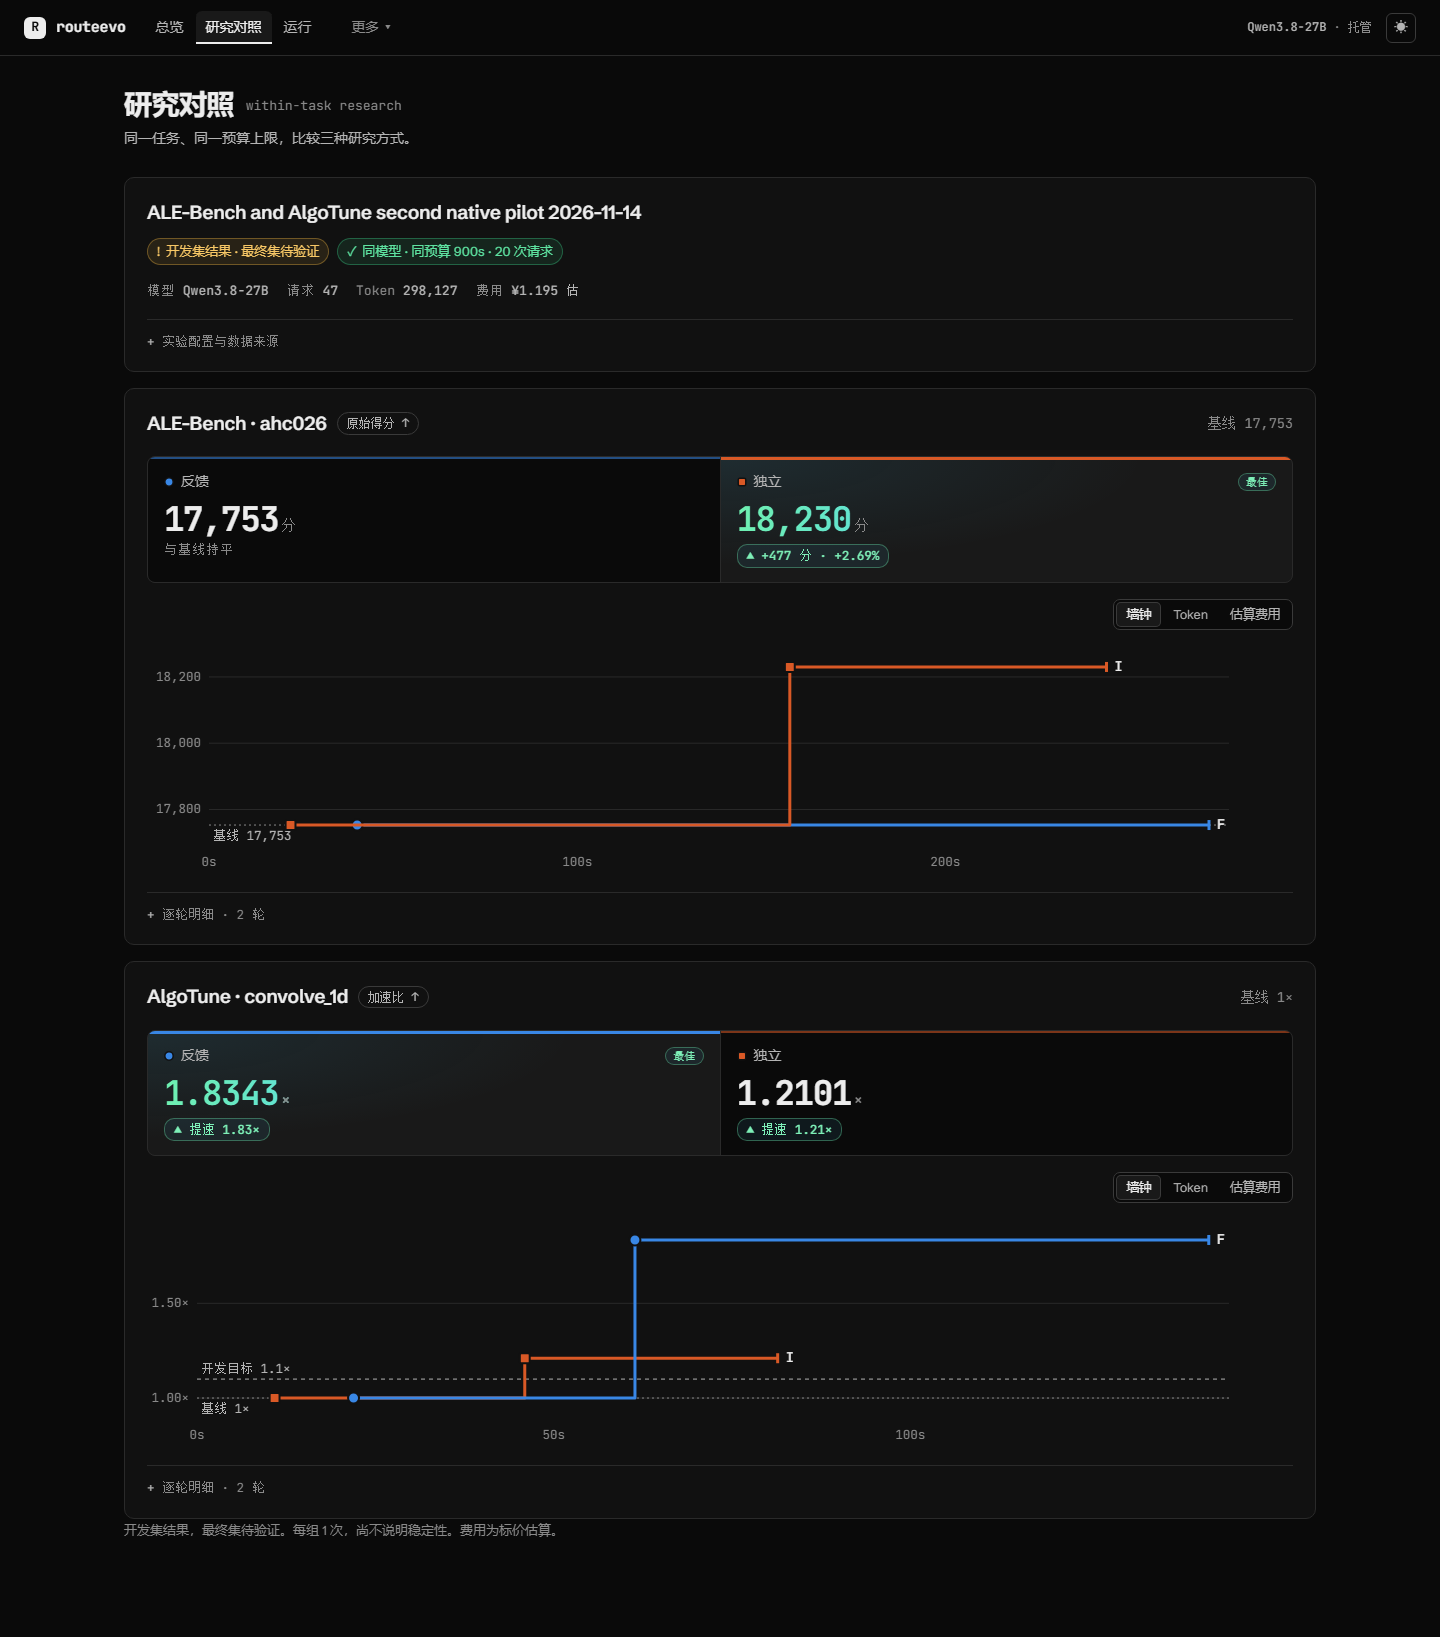 R routeevo 总览 研究对照 运行 更多 ▾ Qwen3.8-27B · 托管
研究对照 within-task research
同一任务、同一预算上限，比较三种研究方式。
ALE-Bench and AlgoTune second native pilot 2026-11-14
! 开发集结果 · 最终集待验证 ✓ 同模型 · 同预算 900s · 20 次请求
模型 Qwen3.8-27B 请求 47 Token 298,127 费用 ¥1.195 估
+ 实验配置与数据来源
ALE-Bench · ahc026 原始得分 ↑ 基线 17,753
反馈
17,753分
与基线持平
独立 最佳
18,230分
▲ +477 分 · +2.69%
墙钟 Token 估算费用
18,200
18,000
17,800
基线 17,753
I
F
0s 100s 200s
+ 逐轮明细 · 2 轮
AlgoTune · convolve_1d 加速比 ↑ 基线 1×
反馈 最佳
1.8343×
▲ 提速 1.83×
独立
1.2101×
▲ 提速 1.21×
墙钟 Token 估算费用
F
1.50×
I
开发目标 1.1×
1.00×
基线 1×
0s 50s 100s
+ 逐轮明细 · 2 轮
开发集结果，最终集待验证。每组 1 次，尚不说明稳定性。费用为标价估算。